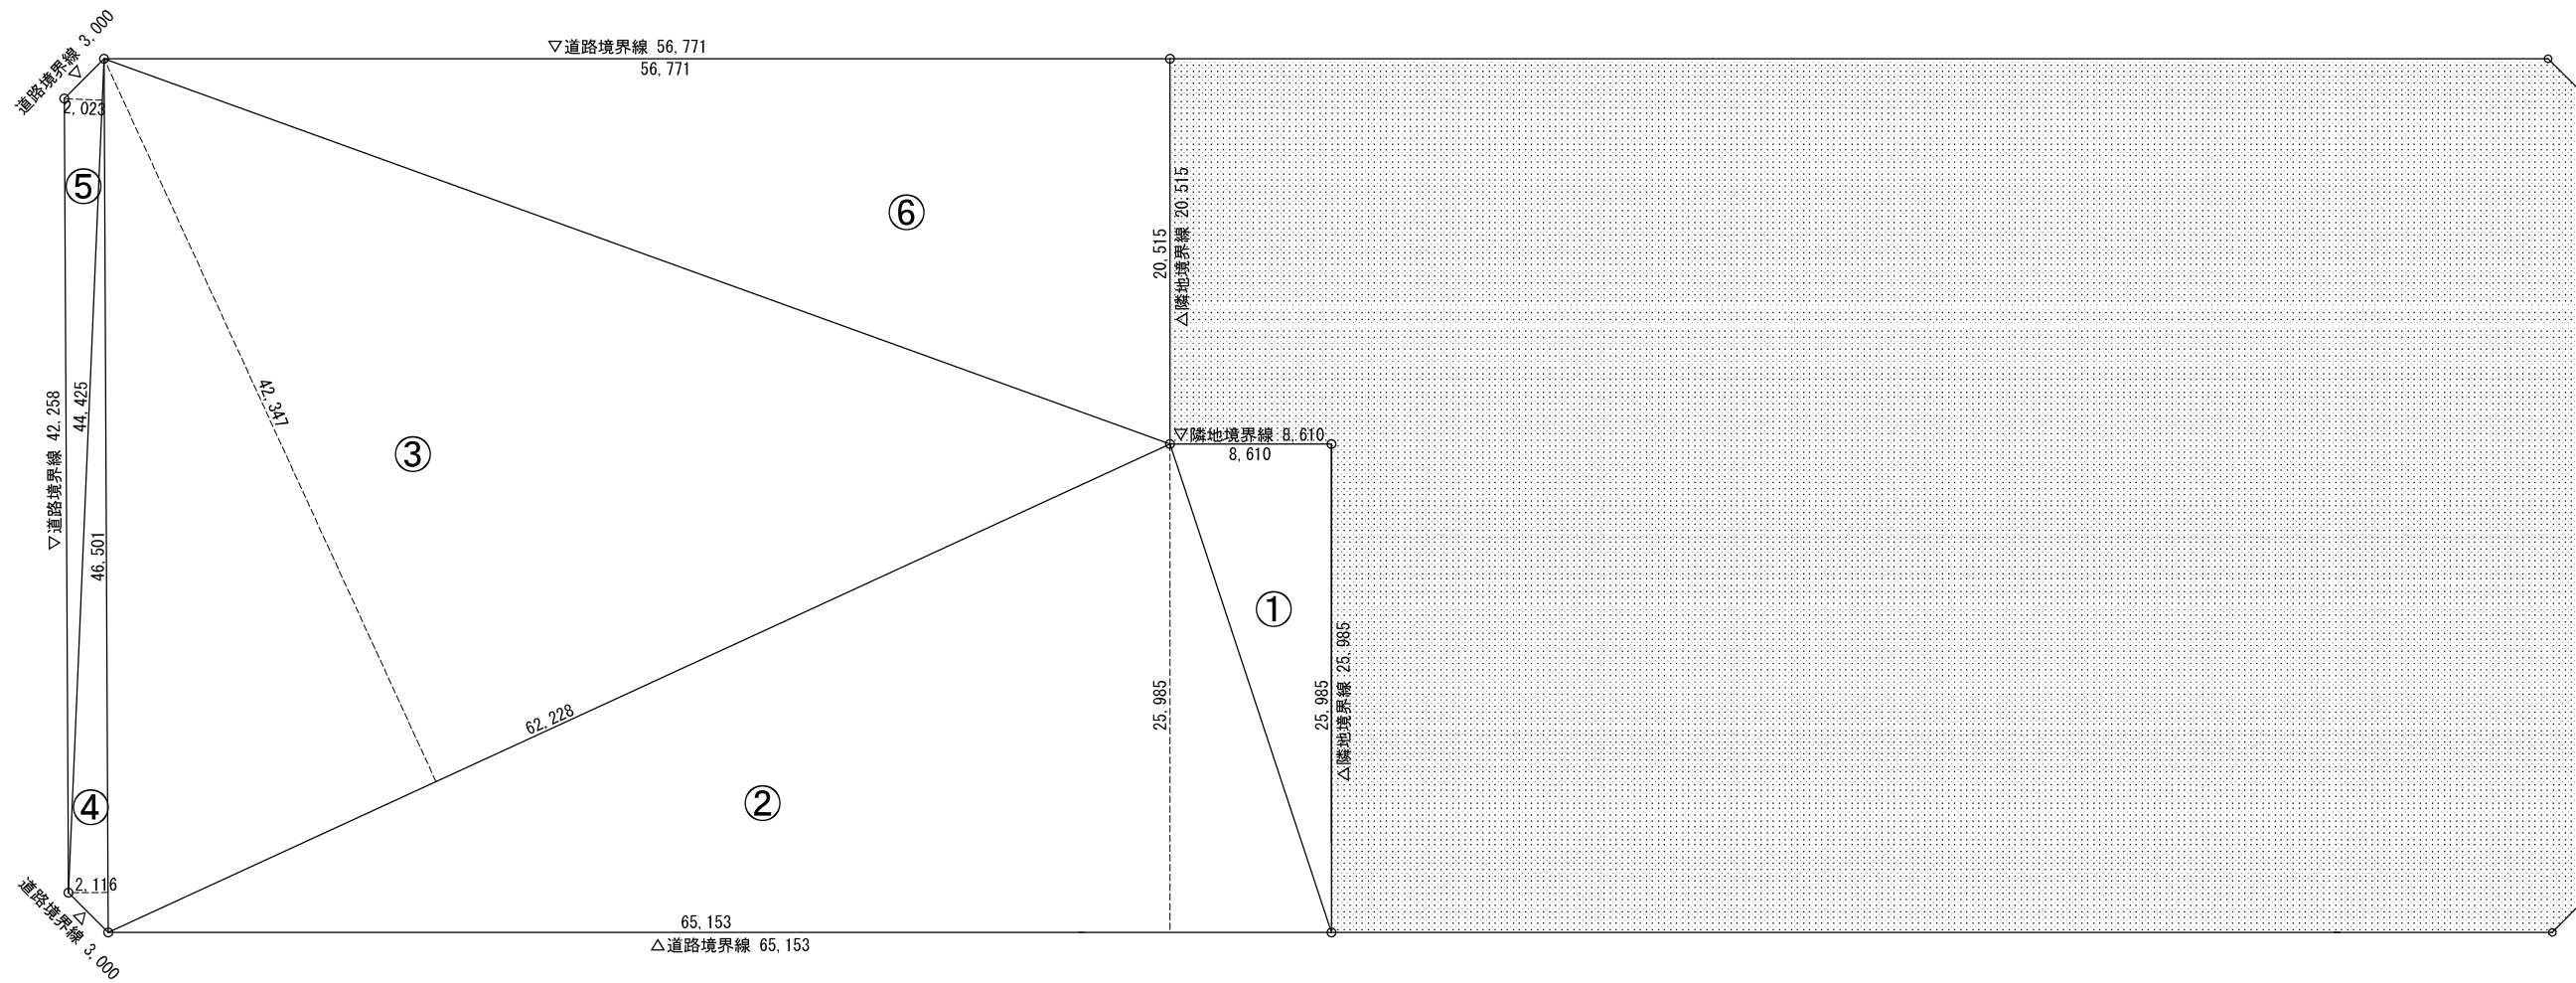 道路境界線 3,000
▽
▽道路境界線 56,771
56,771
2,023
⑤
⑥
20,515
△隣地境界線 20,515
▽道路境界線 42,258
44,425
46,501
42,347
③
▽隣地境界線 8,610
8,610
①
62,228
25,985
25,985
△隣地境界線 25,985
②
④
2,116
道路境界線 3,000
△
65,153
△道路境界線 65,153